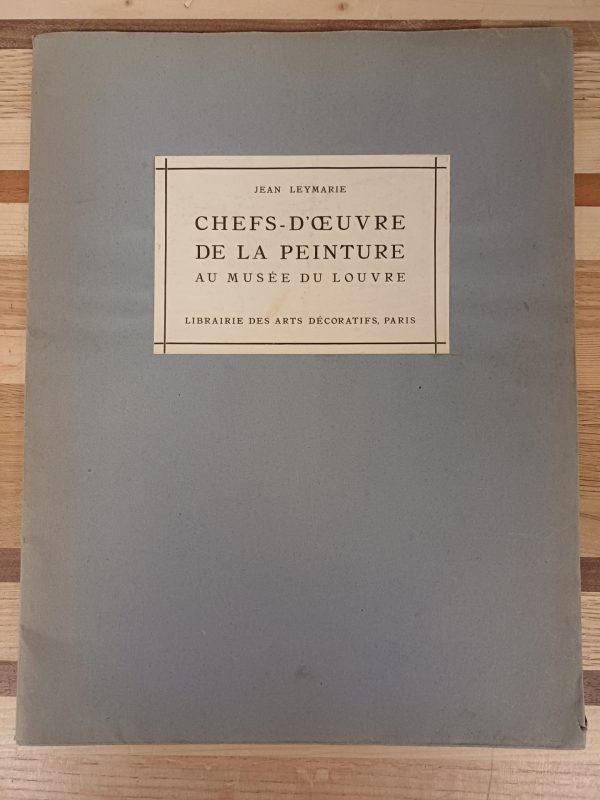 JEAN LEYMARIE
CHEFS-D'ŒUVRE
DE LA PEINTURE
AU MUSÉE DU LOUVRE
LIBRAIRIE DES ARTS DÉCORATIFS, PARIS